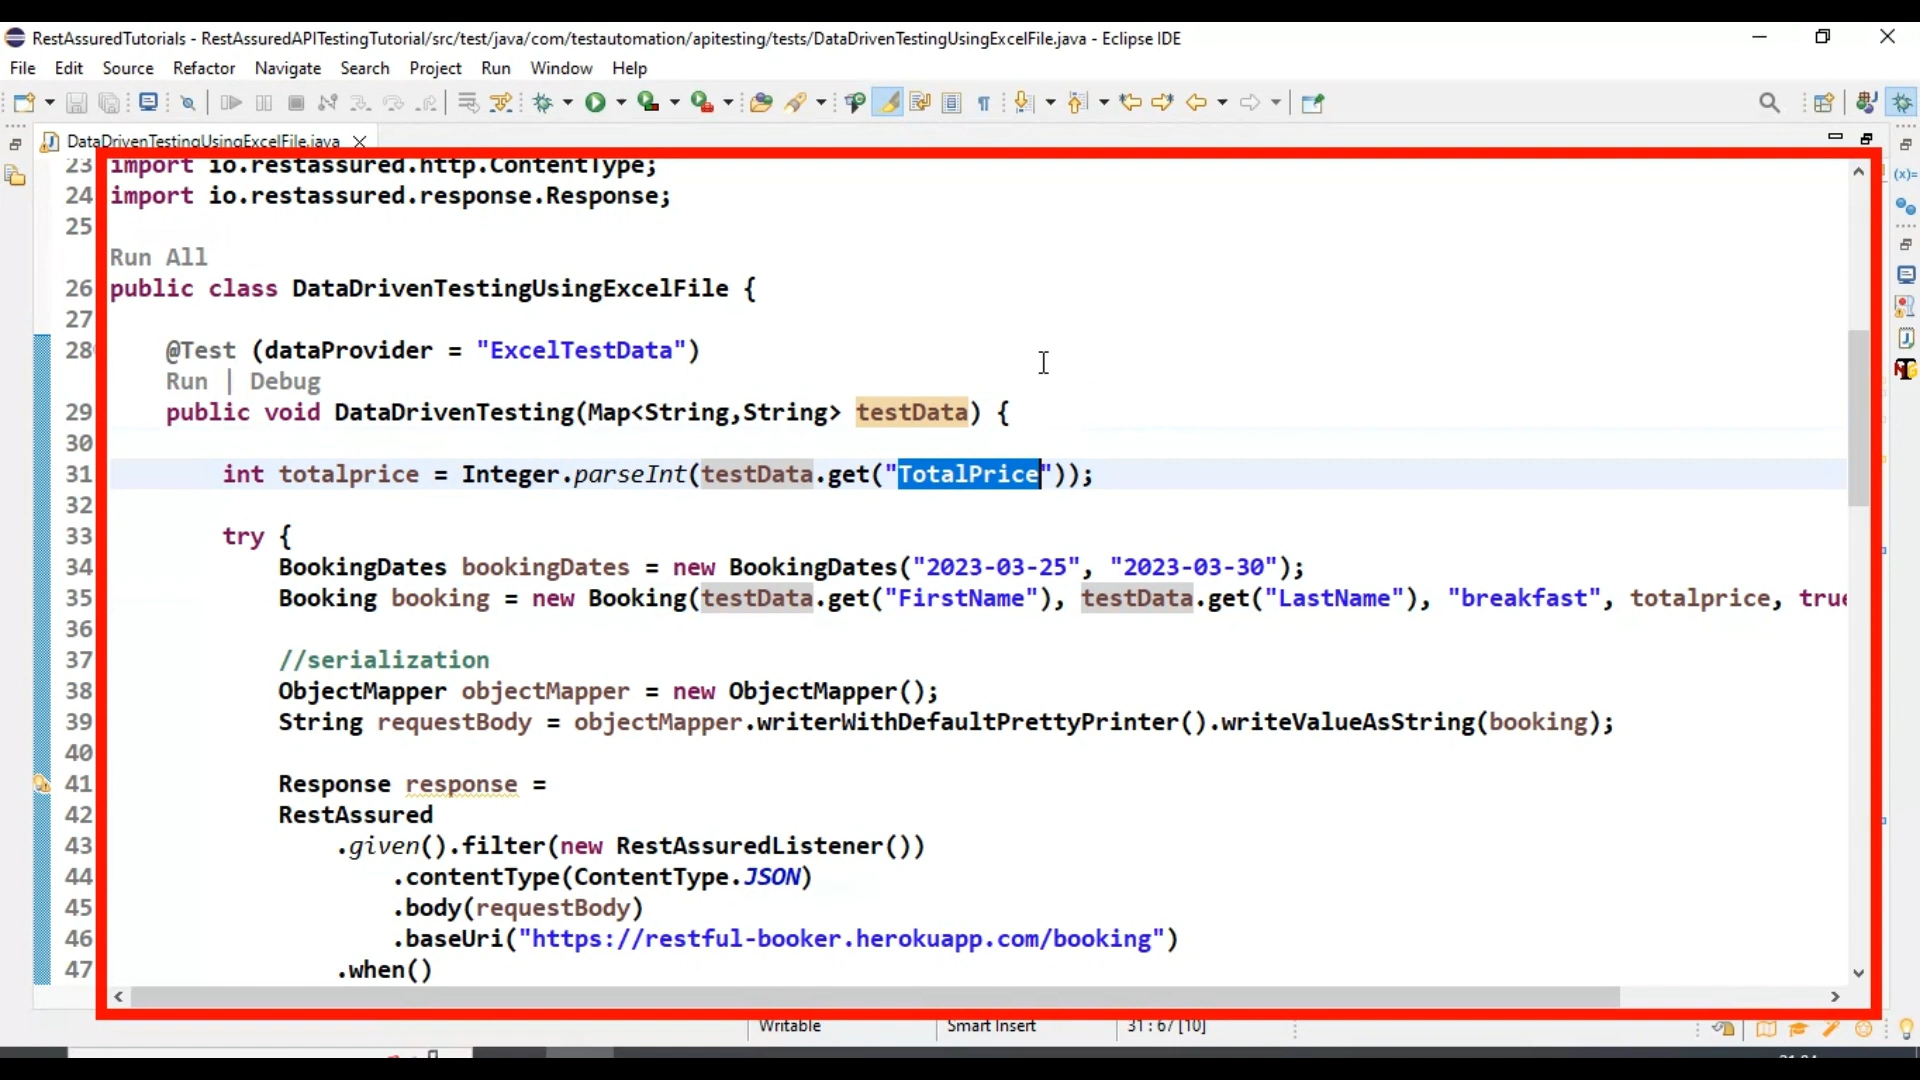 RestAssuredTutorials - RestAssuredAPITestingTutorial/src/test/java/com/testautomation/apitesting/tests/DataDrivenTestingUsingExcelFile.java - Eclipse IDE
File Edit Source Refactor Navigate Search Project Run Window Help
DataDrivenTestingUsingExcelFile.java
23 import io.restassured.http.ContentType;
24 import io.restassured.response.Response;
25
Run All
26 public class DataDrivenTestingUsingExcelFile {
27
28 @Test (dataProvider = "ExcelTestData")
Run | Debug
29 public void DataDrivenTesting(Map<String,String> testData) {
30
31 int totalprice = Integer.parseInt(testData.get("TotalPrice"));
32
33 try {
34 BookingDates bookingDates = new BookingDates("2023-03-25", "2023-03-30");
35 Booking booking = new Booking(testData.get("FirstName"), testData.get("LastName"), "breakfast", totalprice, true
36
37 //serialization
38 ObjectMapper objectMapper = new ObjectMapper();
39 String requestBody = objectMapper.writerWithDefaultPrettyPrinter().writeValueAsString(booking);
40
41 Response response =
42 RestAssured
43 .given().filter(new RestAssuredListener())
44 .contentType(ContentType.JSON)
45 .body(requestBody)
46 .baseUri("https://restful-booker.herokuapp.com/booking")
47 .when()
Writable Smart Insert 31 : 67 [10]